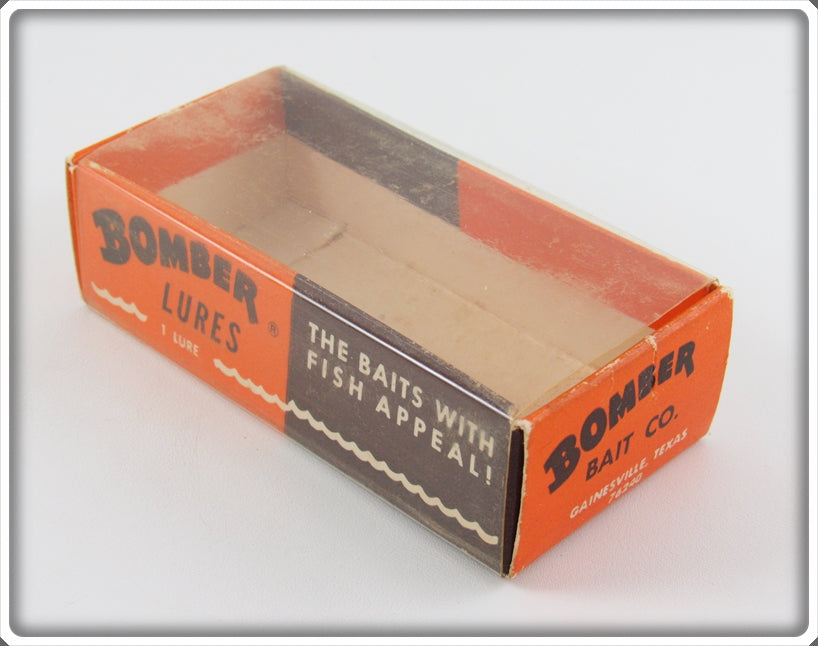 BOMBER
LURES ®
1 LURE
THE BAITS WITH
FISH APPEAL!
BOMBER
BAIT CO.
GAINESVILLE, TEXAS
76240